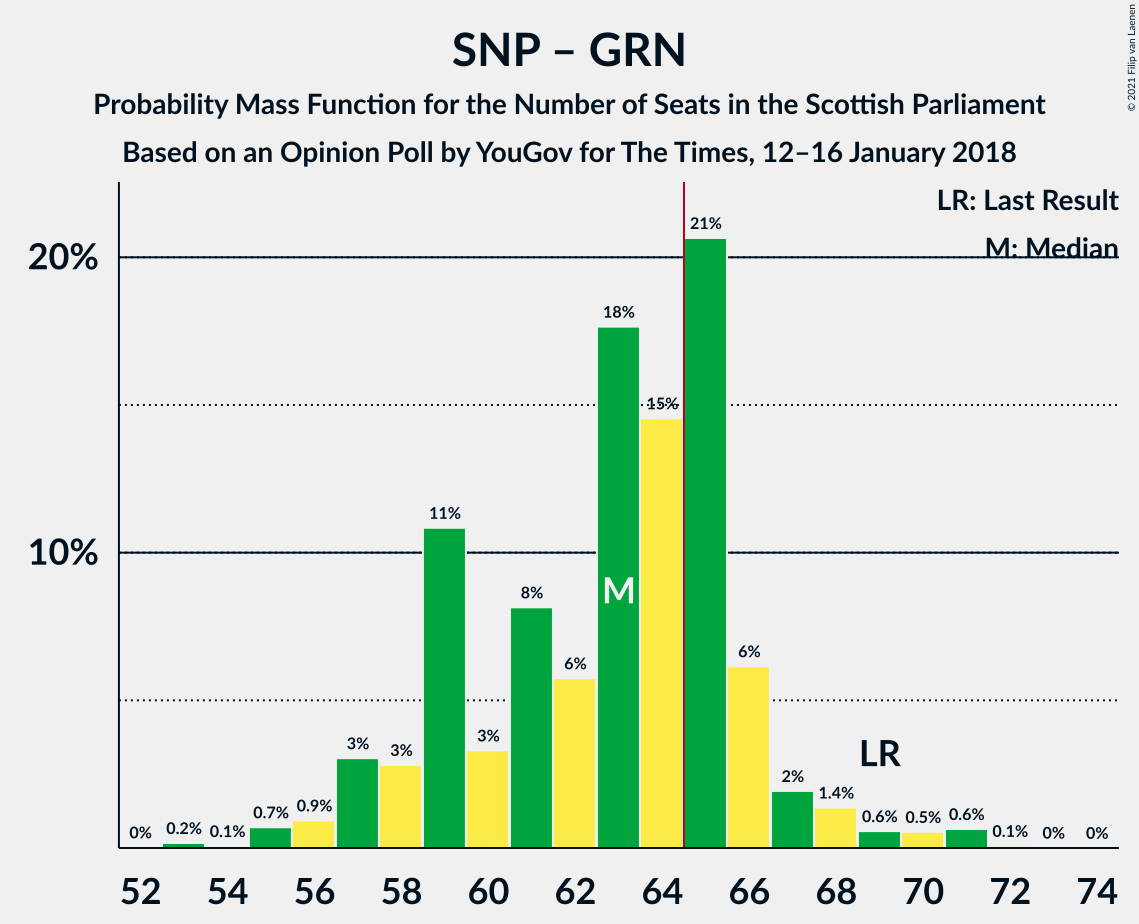 SNP – GRN
Probability Mass Function for the Number of Seats in the Scottish Parliament
Based on an Opinion Poll by YouGov for The Times, 12–16 January 2018
© 2021 Filip van Laenen
LR: Last Result
M: Median
20%
10%
0% 0.2% 0.1% 0.7% 0.9% 3% 3% 11% 3% 8% 6% 18% 15% 21% 6% 2% 1.4% 0.6% 0.5% 0.6% 0.1% 0% 0%
M
LR
52 54 56 58 60 62 64 66 68 70 72 74